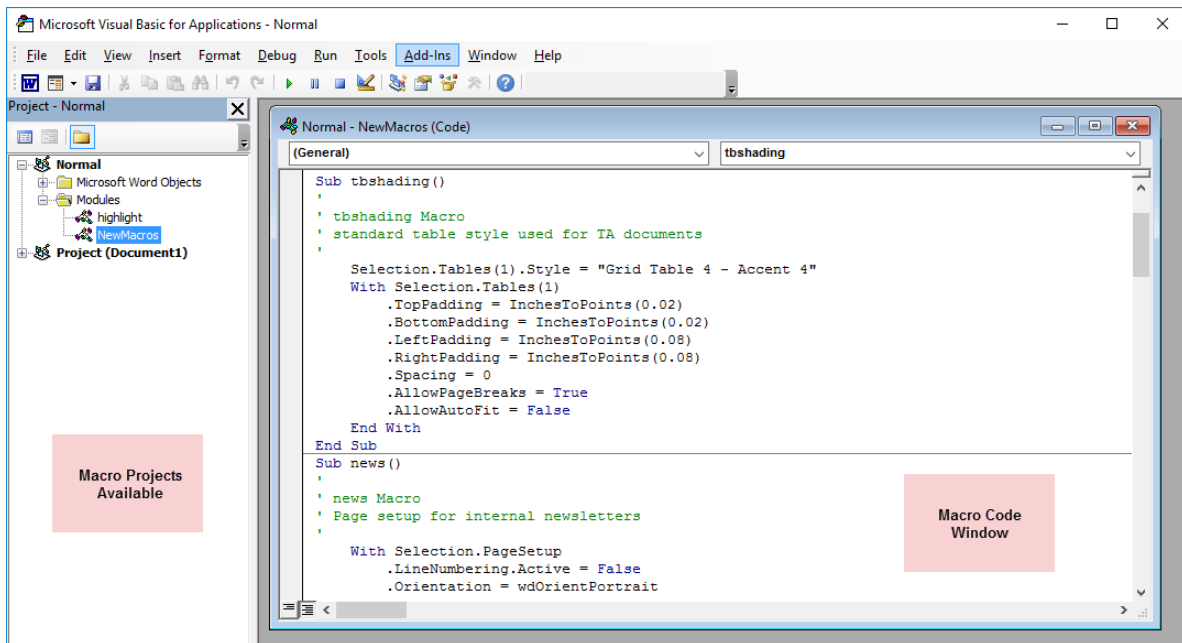 Microsoft Visual Basic for Applications - Normal
File Edit View Insert Format Debug Run Tools Add-Ins Window Help
Project - Normal
Normal
Microsoft Word Objects
Modules
highlight
NewMacros
Project (Document1)
Macro Projects
Available
Normal - NewMacros (Code)
(General)
tbshading
Sub tbshading()
'
' tbshading Macro
' standard table style used for TA documents
'
    Selection.Tables(1).Style = "Grid Table 4 - Accent 4"
    With Selection.Tables(1)
        .TopPadding = InchesToPoints(0.02)
        .BottomPadding = InchesToPoints(0.02)
        .LeftPadding = InchesToPoints(0.08)
        .RightPadding = InchesToPoints(0.08)
        .Spacing = 0
        .AllowPageBreaks = True
        .AllowAutoFit = False
    End With
End Sub
Sub news()
'
' news Macro
' Page setup for internal newsletters
'
    With Selection.PageSetup
        .LineNumbering.Active = False
        .Orientation = wdOrientPortrait
Macro Code
Window